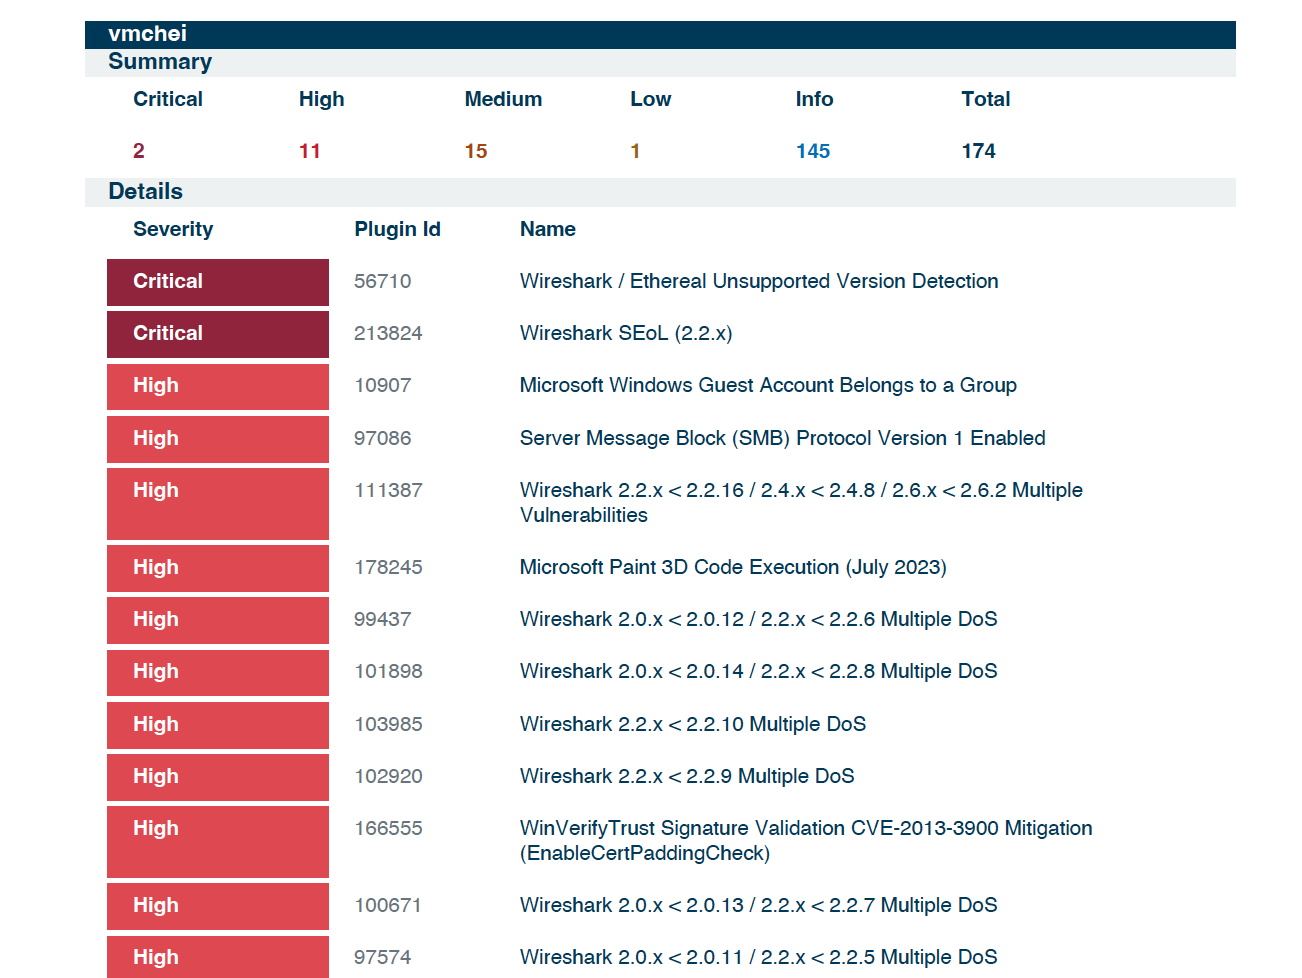 vmchei
Summary
Critical High Medium Low Info Total
2 11 15 1 145 174
Details
Severity Plugin Id Name
Critical 56710 Wireshark / Ethereal Unsupported Version Detection
Critical 213824 Wireshark SEoL (2.2.x)
High 10907 Microsoft Windows Guest Account Belongs to a Group
High 97086 Server Message Block (SMB) Protocol Version 1 Enabled
High 111387 Wireshark 2.2.x < 2.2.16 / 2.4.x < 2.4.8 / 2.6.x < 2.6.2 Multiple
Vulnerabilities
High 178245 Microsoft Paint 3D Code Execution (July 2023)
High 99437 Wireshark 2.0.x < 2.0.12 / 2.2.x < 2.2.6 Multiple DoS
High 101898 Wireshark 2.0.x < 2.0.14 / 2.2.x < 2.2.8 Multiple DoS
High 103985 Wireshark 2.2.x < 2.2.10 Multiple DoS
High 102920 Wireshark 2.2.x < 2.2.9 Multiple DoS
High 166555 WinVerifyTrust Signature Validation CVE-2013-3900 Mitigation
(EnableCertPaddingCheck)
High 100671 Wireshark 2.0.x < 2.0.13 / 2.2.x < 2.2.7 Multiple DoS
High 97574 Wireshark 2.0.x < 2.0.11 / 2.2.x < 2.2.5 Multiple DoS